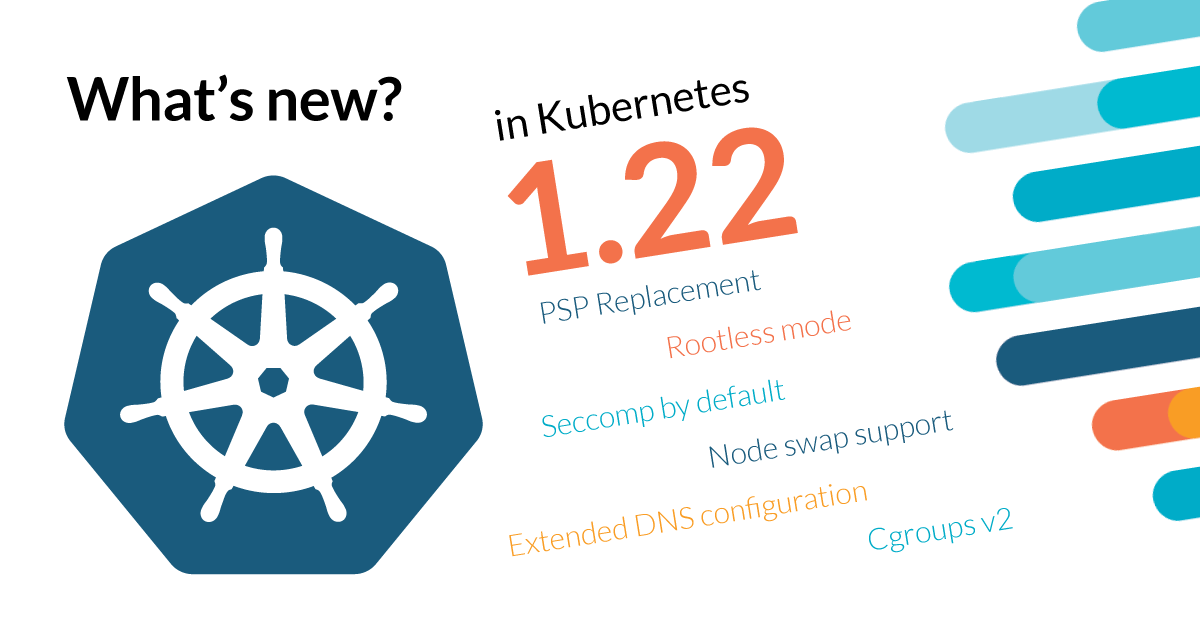 What's new?
in Kubernetes
1.22
PSP Replacement
Rootless mode
Seccomp by default
Node swap support
Extended DNS configuration
Cgroups v2